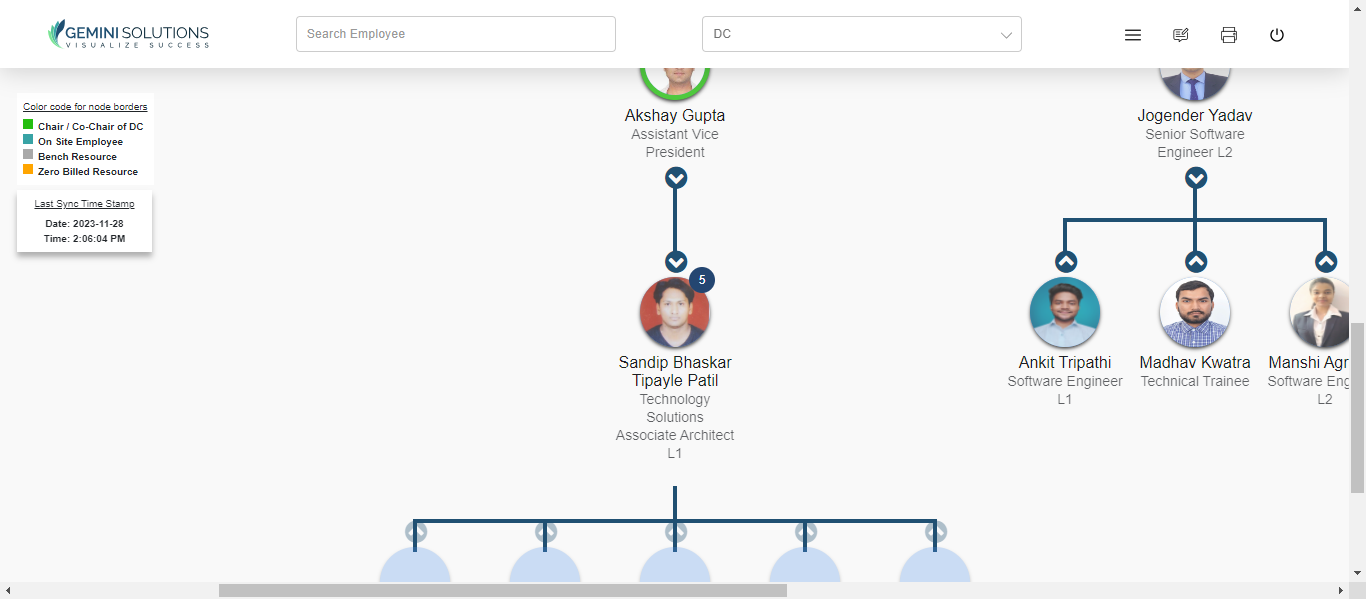 GEMINI SOLUTIONS
VISUALIZE SUCCESS
Search Employee
DC
Color code for node borders
Chair / Co-Chair of DC
On Site Employee
Bench Resource
Zero Billed Resource
Last Sync Time Stamp
Date: 2023-11-28
Time: 2:06:04 PM
Akshay Gupta
Assistant Vice
President
5
Sandip Bhaskar
Tipayle Patil
Technology
Solutions
Associate Architect
L1
Jogender Yadav
Senior Software
Engineer L2
Ankit Tripathi
Software Engineer
L1
Madhav Kwatra
Technical Trainee
Manshi Agr
Software Eng
L2